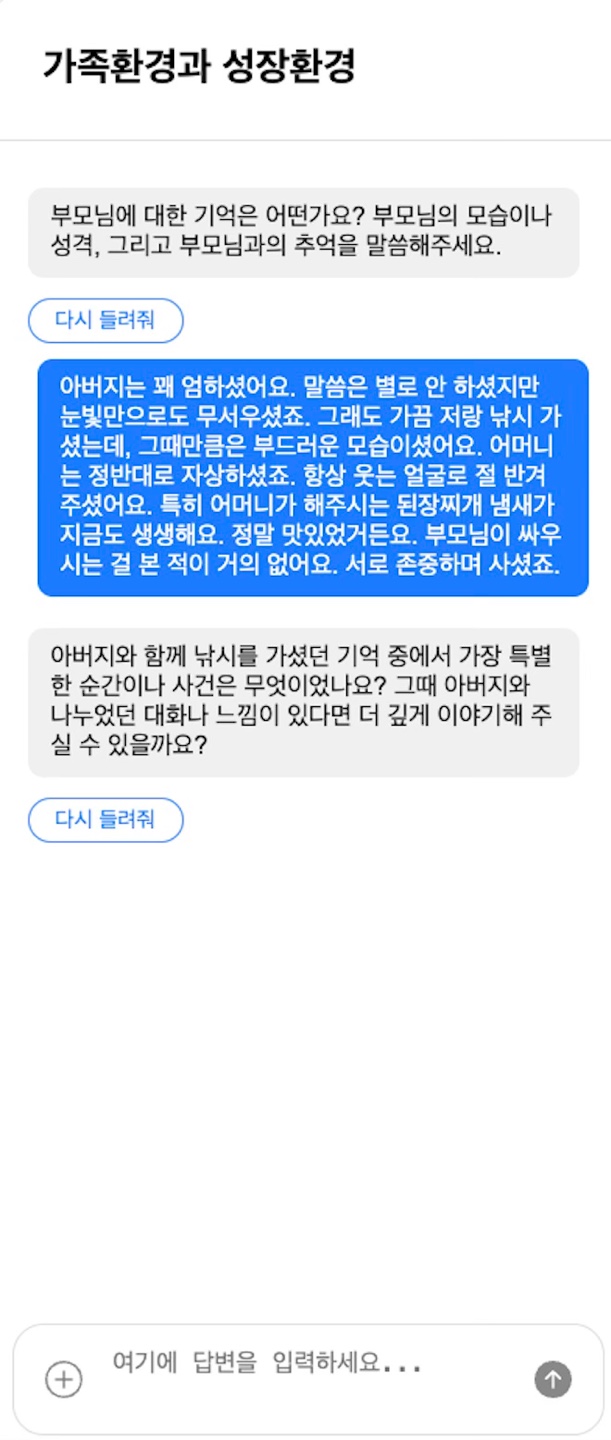 가족환경과 성장환경
부모님에 대한 기억은 어떤가요? 부모님의 모습이나
성격, 그리고 부모님과의 추억을 말씀해주세요.
다시 들려줘
아버지는 꽤 엄하셨어요. 말씀은 별로 안 하셨지만
눈빛만으로도 무서우셨죠. 그래도 가끔 저랑 낚시 가
셨는데, 그때만큼은 부드러운 모습이셨어요. 어머니
는 정반대로 자상하셨죠. 항상 웃는 얼굴로 절 반겨
주셨어요. 특히 어머니가 해주시는 된장찌개 냄새가
지금도 생생해요. 정말 맛있었거든요. 부모님이 싸우
시는 걸 본 적이 거의 없어요. 서로 존중하며 사셨죠.
아버지와 함께 낚시를 가셨던 기억 중에서 가장 특별
한 순간이나 사건은 무엇이었나요? 그때 아버지와
나누었던 대화나 느낌이 있다면 더 깊게 이야기해 주
실 수 있을까요?
다시 들려줘
여기에 답변을 입력하세요...